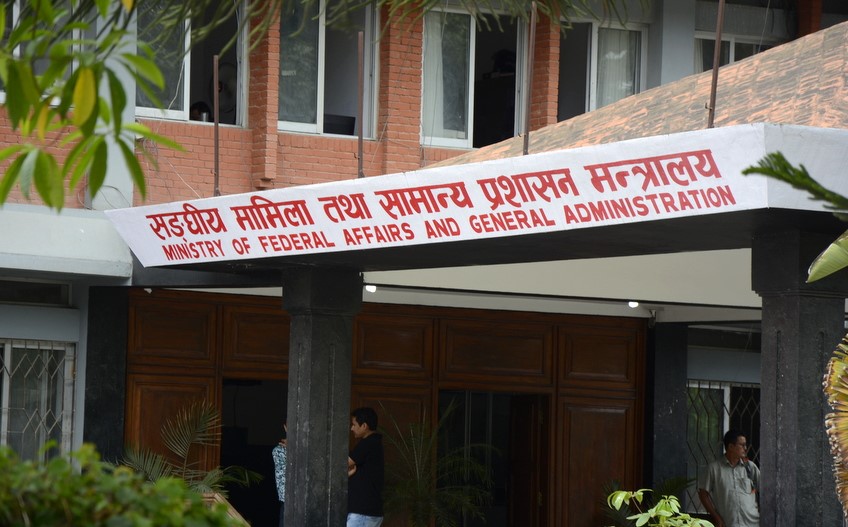 सङ्घीय मामिला तथा सामान्य प्रशासन मन्त्रालय
MINISTRY OF FEDERAL AFFAIRS AND GENERAL ADMINISTRATION